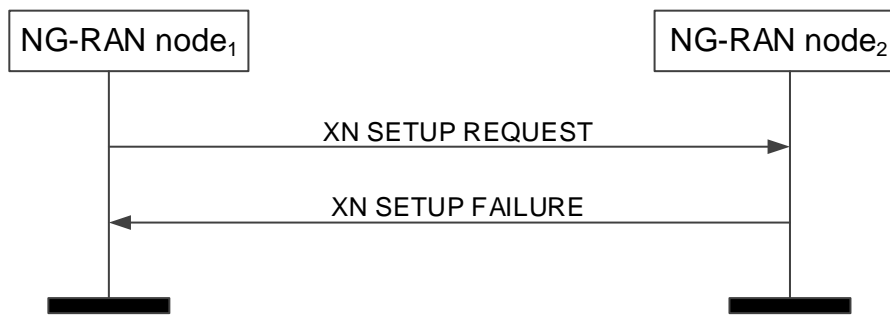 NG-RAN node₁
NG-RAN node₂
XN SETUP REQUEST
XN SETUP FAILURE